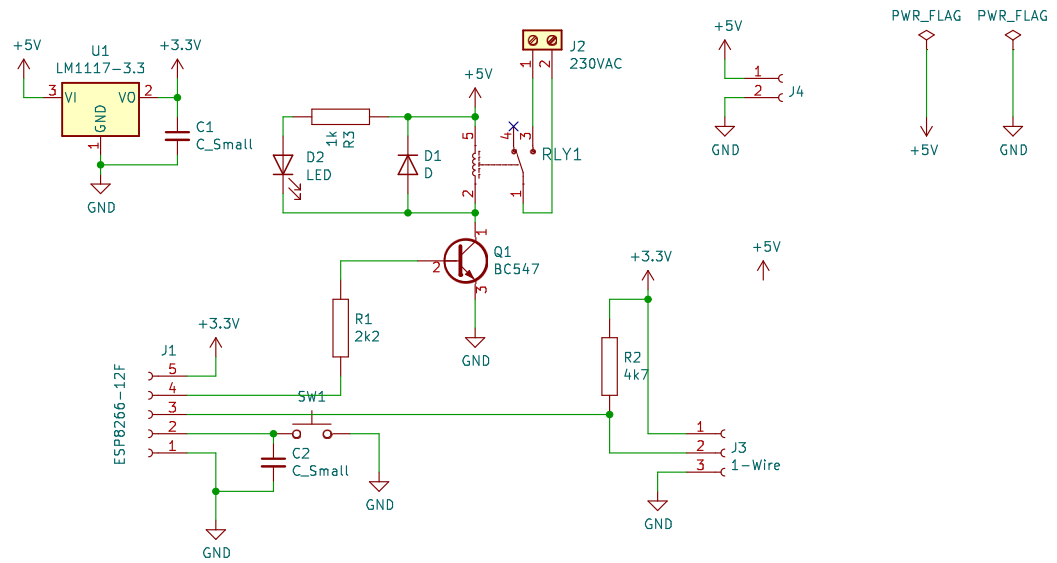 PWR_FLAG
PWR_FLAG
+5V
U1
LM1117-3.3
+3.3V
3
VI
VO
2
GND
1
GND
C1
C_Small
+5V
1k
R3
D2
LED
D1
D
5
2
4
3
1
RLY1
J2
230VAC
1
2
+5V
1
2
J4
GND
+5V
GND
Q1
BC547
1
2
3
GND
R1
2k2
+3.3V
J1
ESP8266-12F
5
4
3
2
1
SW1
C2
C_Small
GND
GND
+3.3V
+5V
R2
4k7
1
2
3
J3
1-Wire
GND